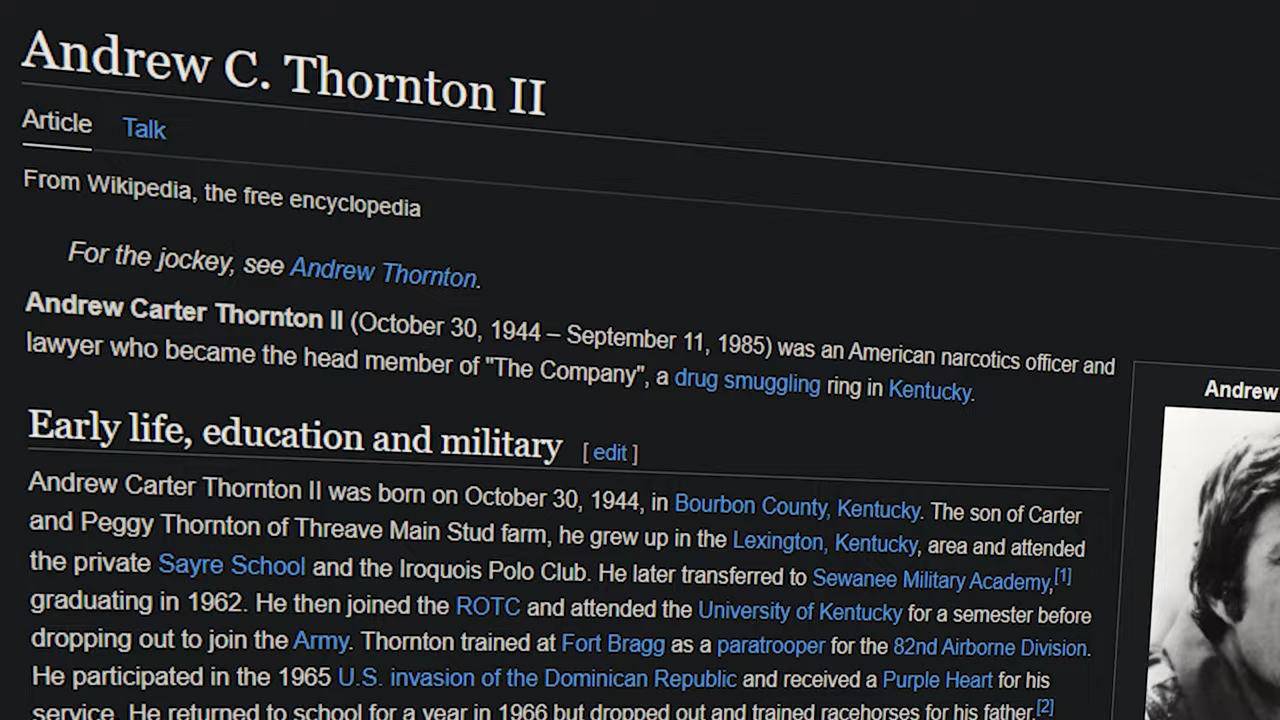 Andrew C. Thornton II
Article Talk
From Wikipedia, the free encyclopedia
For the jockey, see Andrew Thornton.
Andrew Carter Thornton II (October 30, 1944 – September 11, 1985) was an American narcotics officer and
lawyer who became the head member of "The Company", a drug smuggling ring in Kentucky.
Andrew
Early life, education and military [ edit ]
Andrew Carter Thornton II was born on October 30, 1944, in Bourbon County, Kentucky. The son of Carter
and Peggy Thornton of Threave Main Stud farm, he grew up in the Lexington, Kentucky, area and attended
the private Sayre School and the Iroquois Polo Club. He later transferred to Sewanee Military Academy,[1]
graduating in 1962. He then joined the ROTC and attended the University of Kentucky for a semester before
dropping out to join the Army. Thornton trained at Fort Bragg as a paratrooper for the 82nd Airborne Division.
He participated in the 1965 U.S. invasion of the Dominican Republic and received a Purple Heart for his
service. He returned to school for a year in 1966 but dropped out and trained racehorses for his father.[2]